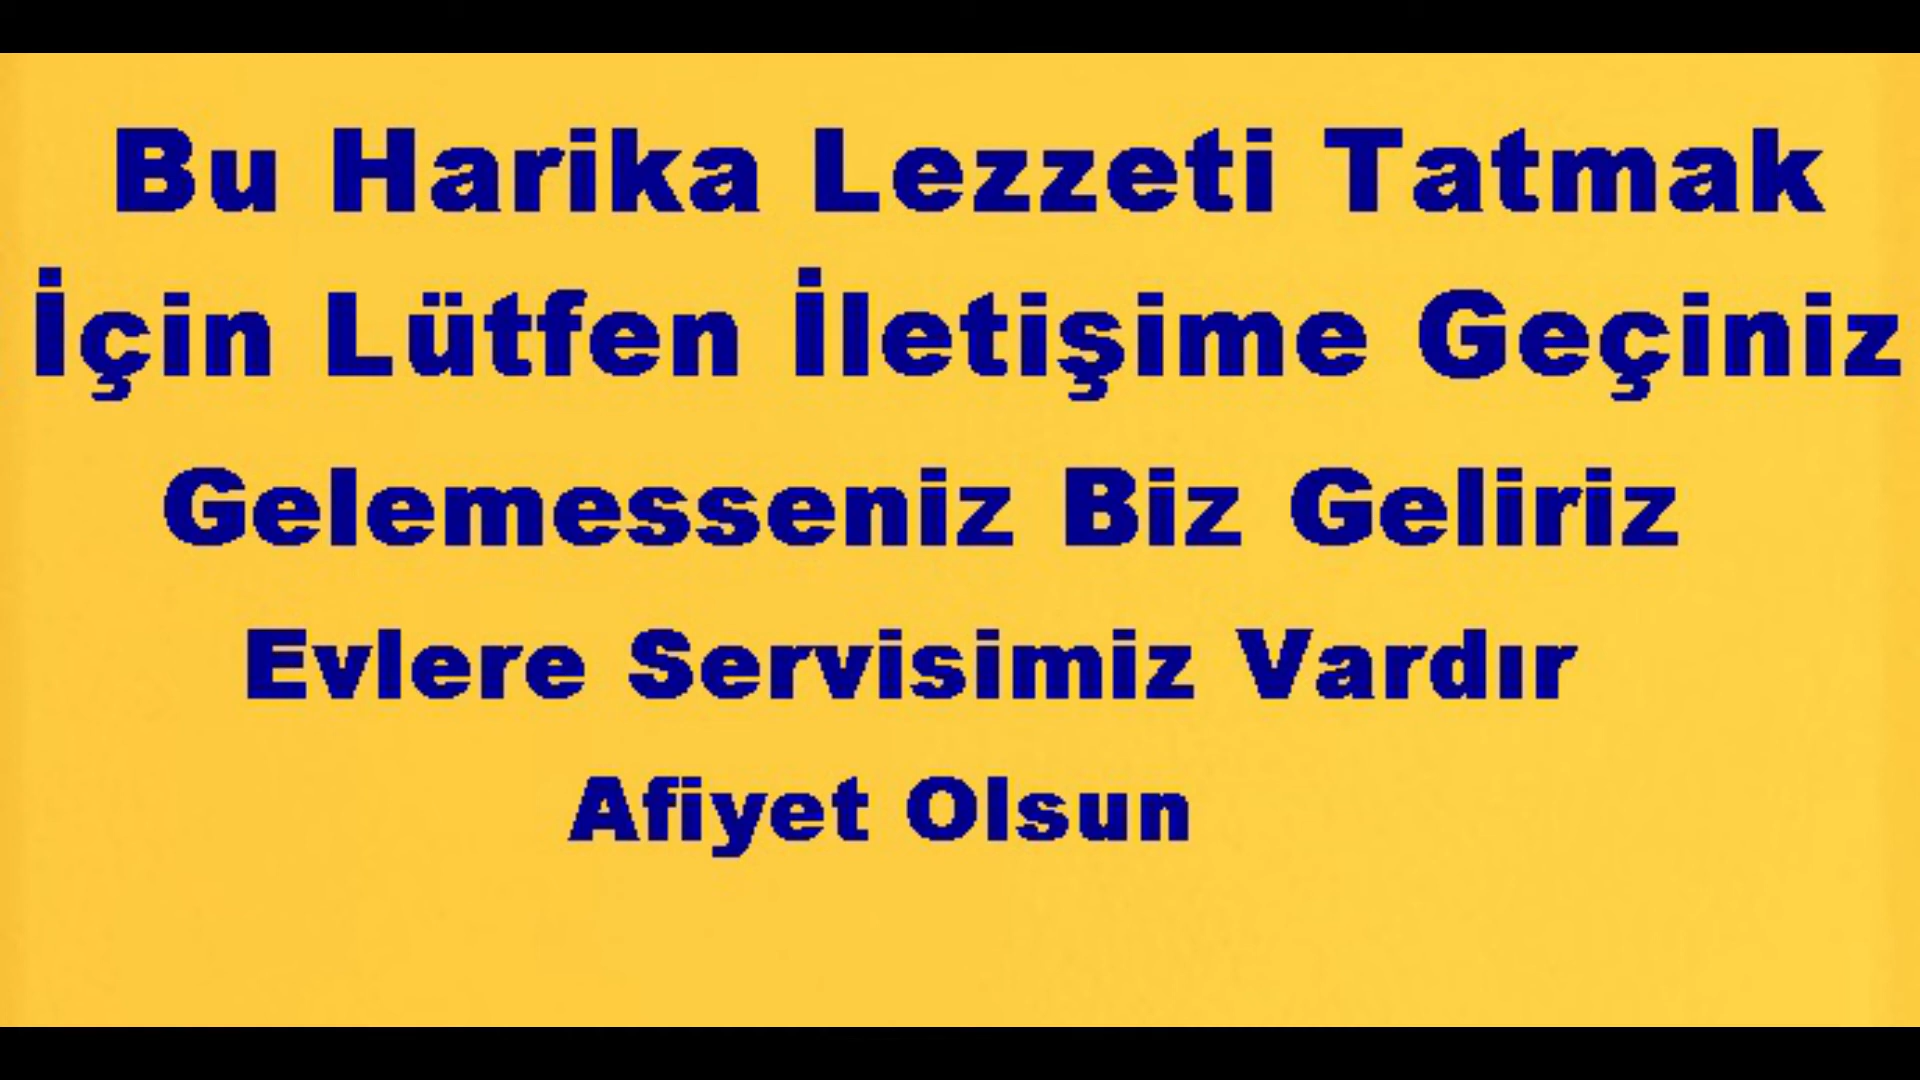 Bu Harika Lezzeti Tatmak
İçin Lütfen İletişime Geçiniz
Gelemesseniz Biz Geliriz
Evlere Servisimiz Vardır
Afiyet Olsun